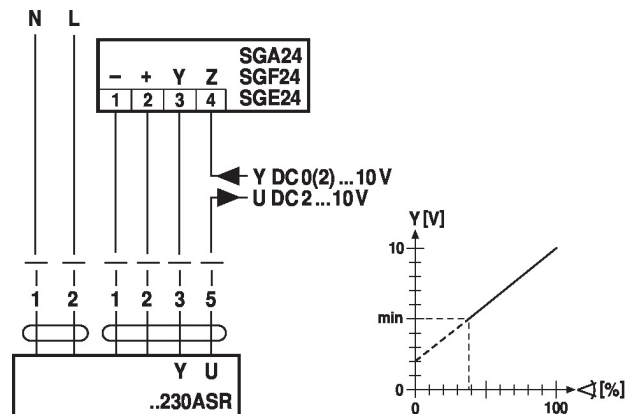 N L
SGA24
SGF24
SGE24
− + Y Z
1 2 3 4
Y DC 0(2) ... 10 V
U DC 2 ... 10 V
1 2 1 2 3 5
Y U
..230ASR
Y [V]
10
min
0
0 100
∢ [%]